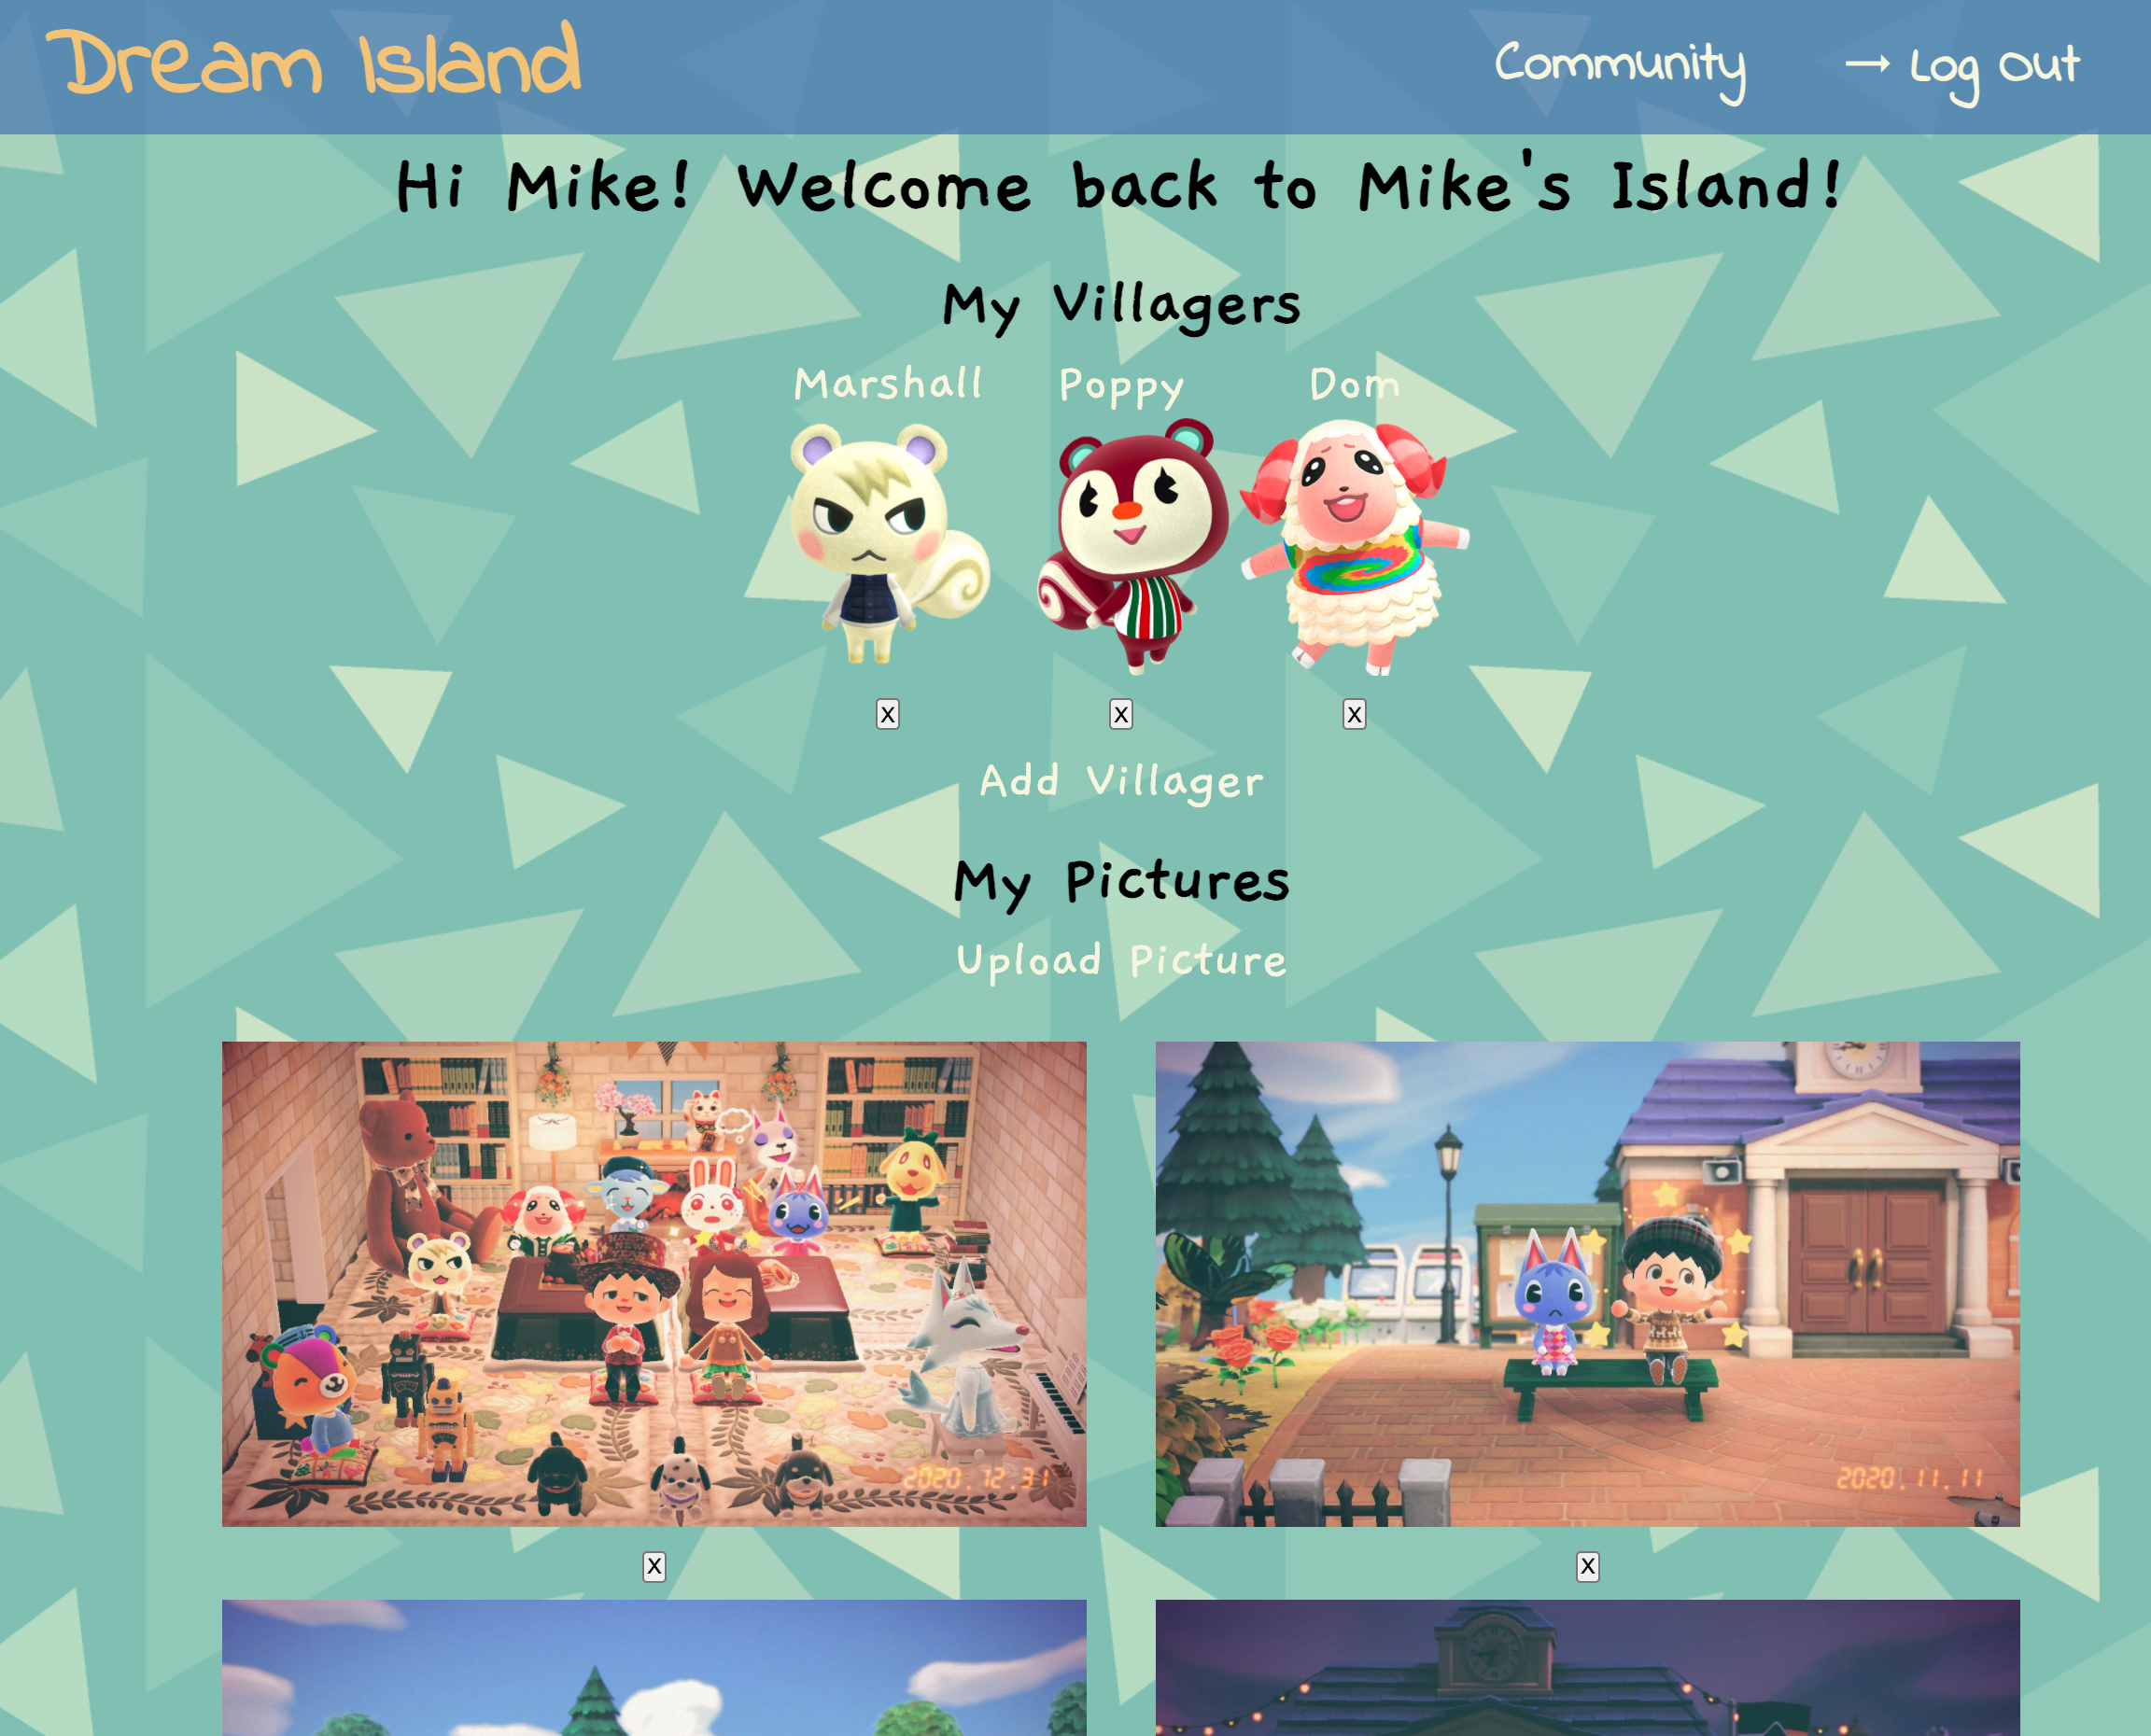 Dream Island
Community
→ Log Out
Hi Mike! Welcome back to Mike's Island!
My Villagers
Marshall
Poppy
Dom
X
X
X
Add Villager
My Pictures
Upload Picture
2020.12.31
2020.11.11
X
X